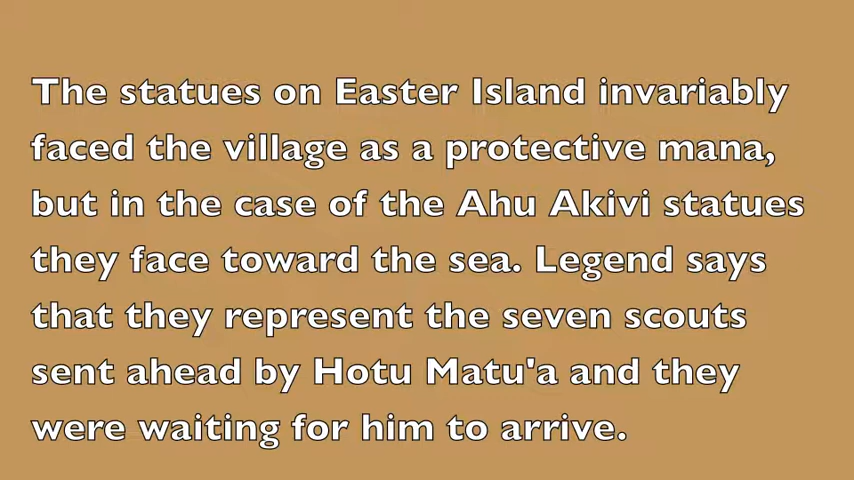 The statues on Easter Island invariably
faced the village as a protective mana,
but in the case of the Ahu Akivi statues
they face toward the sea. Legend says
that they represent the seven scouts
sent ahead by Hotu Matu'a and they
were waiting for him to arrive.